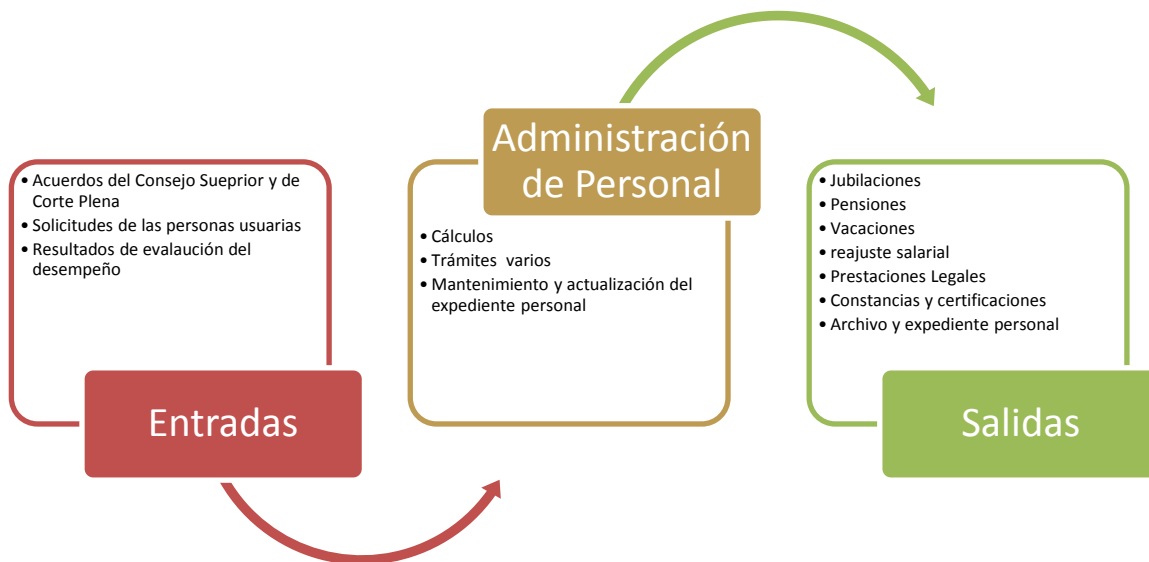 • Acuerdos del Consejo Sueprior y de
Corte Plena
• Solicitudes de las personas usuarias
• Resultados de evalaución del
desempeño
Entradas
Administración
de Personal
• Cálculos
• Trámites varios
• Mantenimiento y actualización del
expediente personal
• Jubilaciones
• Pensiones
• Vacaciones
• reajuste salarial
• Prestaciones Legales
• Constancias y certificaciones
• Archivo y expediente personal
Salidas